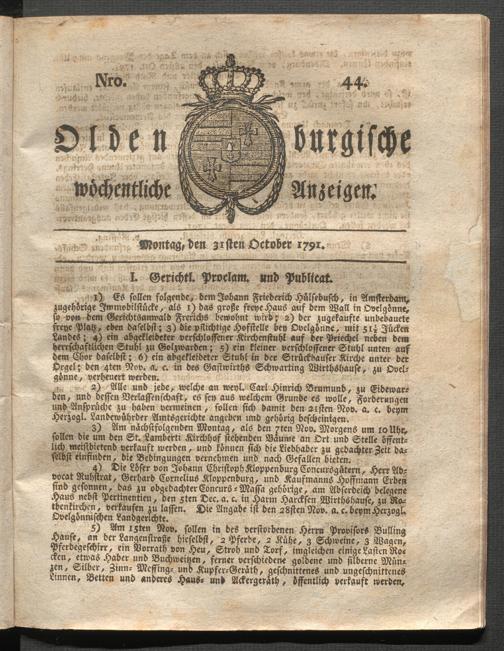 Nro. 44.
Oldenburgische
wöchentliche Anzeigen.
Montag, den 31sten October 1791.
I. Gerichtl. Proclam. und Publicat.
1) Es sollen folgende, dem Johann Friederich Hülsebusch, in Amsterdam,
zugehörige Immobilstücke, als 1) das große freye Haus auf dem Wall in Ovelgönne,
so von dem Gerichtsanwald Frerichs bewohnt wird; 2) der zugekaufte unbebauete
freye Platz, eben daselbst; 3) die pflichtige Hofstelle bey Ovelgönne, mit 51½ Jücken
Landes; 4) ein abgekleideter verschlossener Kirchenstuhl auf der Priechel neben dem
herrschaftlichen Stuhl zu Golzwarden; 5) ein kleiner verschlossener Stuhl unten auf
dem Chor daselbst; 6) ein abgekleideter Stuhl in der Strückhauser Kirche unter der
Orgel; den 4ten Nov. a. c. in des Gastwirths Schwarting Wirthshause, zu Ovel-
gönne, verheuert werden.
2) Alle und jede, welche an weyl. Carl Hinrich Brumund, zu Eidewar-
den, und dessen Verlassenschaft, es sey aus welchem Grunde es wolle, Forderungen
und Ansprüche zu haben vermeinen, sollen sich damit den 21sten Nov. a. c. beym
Herzogl. Landwührder Amtsgerichte angeben und gehörig bescheinigen.
3) Am nächstfolgenden Montag, als den 7ten Nov. Morgens um 10 Uhr,
sollen die um den St. Lamberti Kirchhof stehenden Bäume an Ort und Stelle öffent-
lich meistbietend verkauft werden, und können sich die Liebhaber zu gedachter Zeit da-
selbst einfinden, die Bedingungen vernehmen und nach Gefallen bieten.
4) Die Löser von Johann Christoph Kloppenburg Concursgütern, Herr Ad-
vocat Ruhstrat, Gerhard Cornelius Kloppenburg, und Kaufmanns Hoffmann Erben
sind gesonnen, das zu obgedachter Concurs-Massa gehörige, am Abserdeich belegene
Haus nebst Pertinentien, den 3ten Dec. a. c. in Harm Harcksen Wirthshause, zu Ro-
thenkirchen, verkaufen zu lassen. Die Angabe ist den 28sten Nov. a. c. beym Herzogl.
Ovelgönnischen Landgerichte.
5) Am 15ten Nov. sollen in des verstorbenen Herrn Provisors Bulling
Hause, an der Langenstraße hieselbst, 2 Pferde, 2 Kühe, 3 Schweine, 3 Wagen,
Pferdegeschirr, ein Vorrath von Heu, Stroh und Torf, imgleichen einige Lasten Ro-
cken, etwas Haber und Buchweitzen, ferner verschiedene goldene und silberne Mün-
zen, Silber, Zinn- Messing- und Kupfer-Geräth, geschnittenes und ungeschnittenes
Linnen, Betten und anderes Haus- und Ackergeräth, öffentlich verkauft werden,